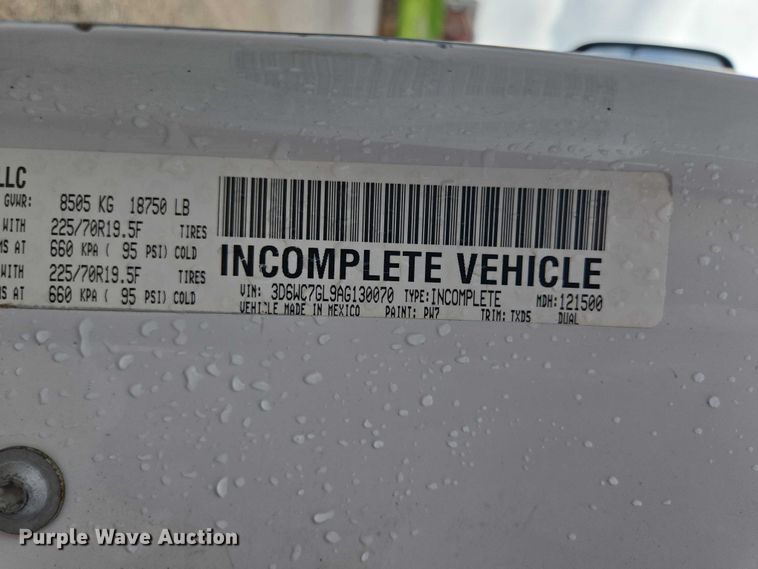 LLC
GVWR: 8505 KG 18750 LB
WITH 225/70R19.5F TIRES
MS AT 660 KPA ( 95 PSI) COLD
WITH 225/70R19.5F TIRES
MS AT 660 KPA ( 95 PSI) COLD
INCOMPLETE VEHICLE
VIN: 3D6WC7GL9AG130070 TYPE:INCOMPLETE MDH:121500
VEHICLE MADE IN MEXICO PAINT: PW7 TRIM: TXD5 DUAL
Purple Wave Auction